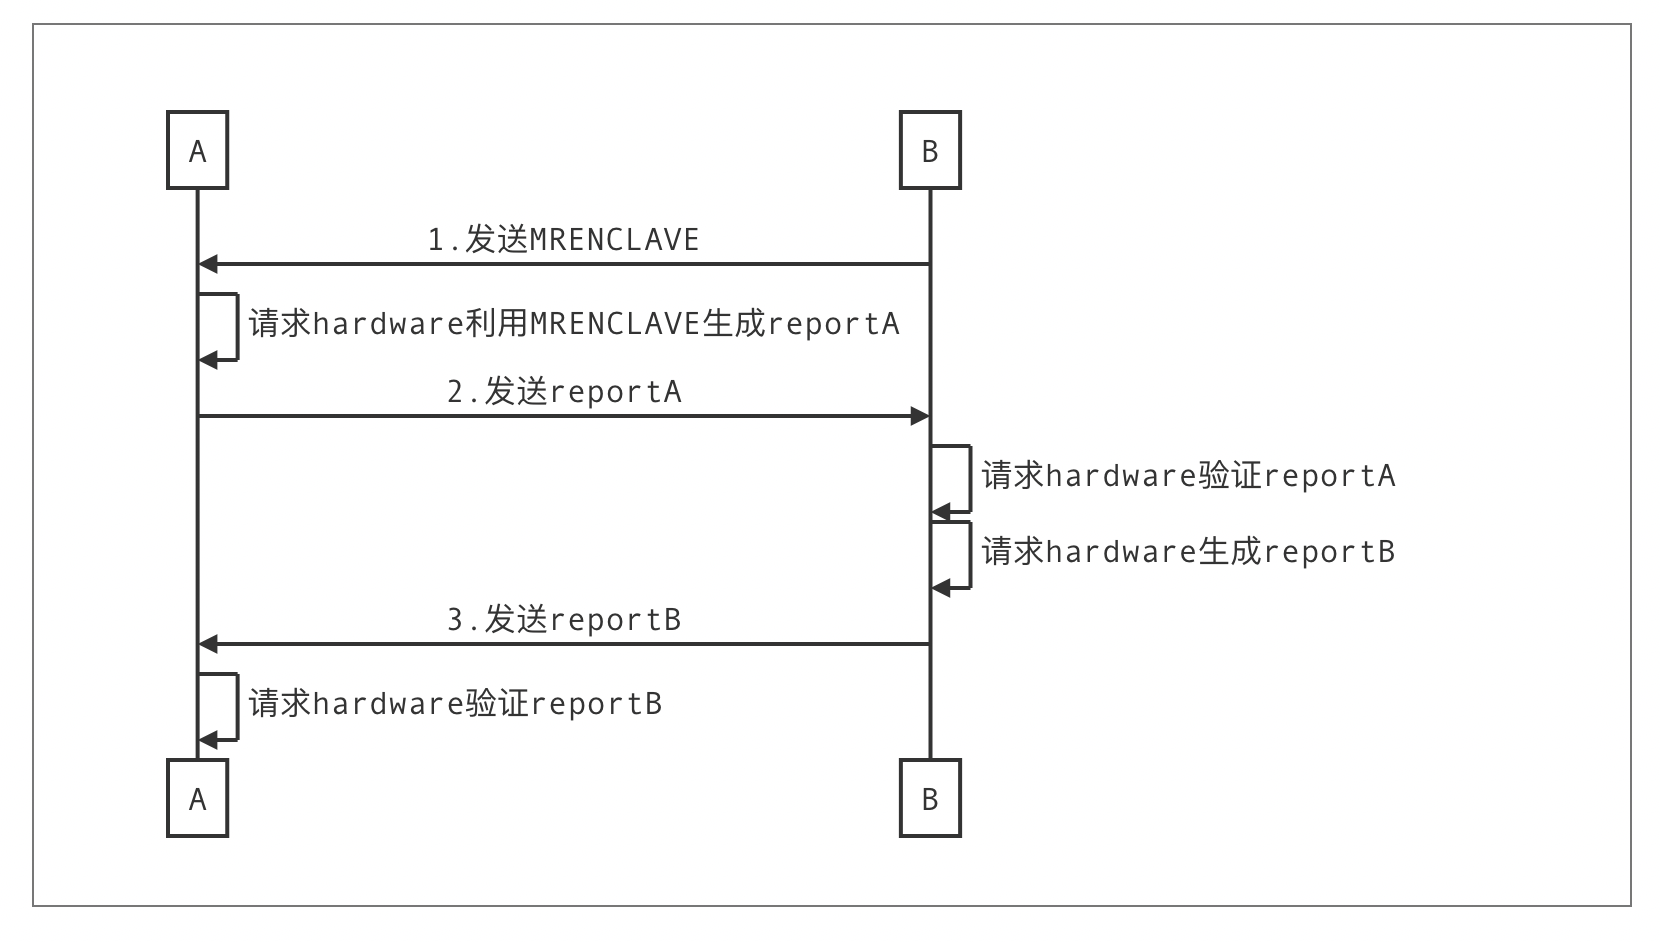 A
B
1.发送MRENCLAVE
请求hardware利用MRENCLAVE生成reportA
2.发送reportA
请求hardware验证reportA
请求hardware生成reportB
3.发送reportB
请求hardware验证reportB
A
B